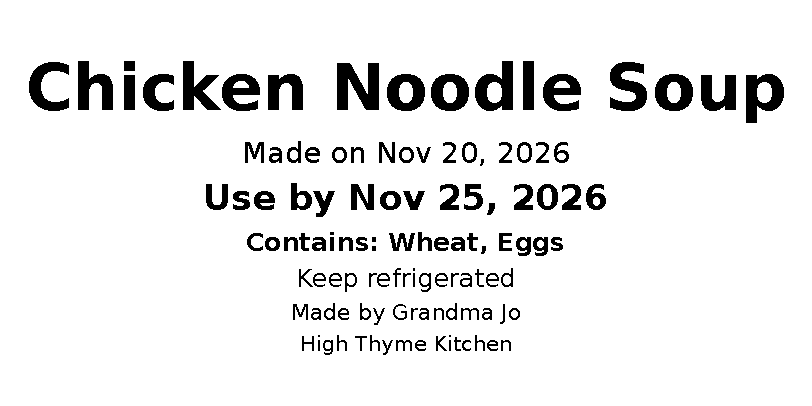 Chicken Noodle Soup
Made on Nov 20, 2026
Use by Nov 25, 2026
Contains: Wheat, Eggs
Keep refrigerated
Made by Grandma Jo
High Thyme Kitchen